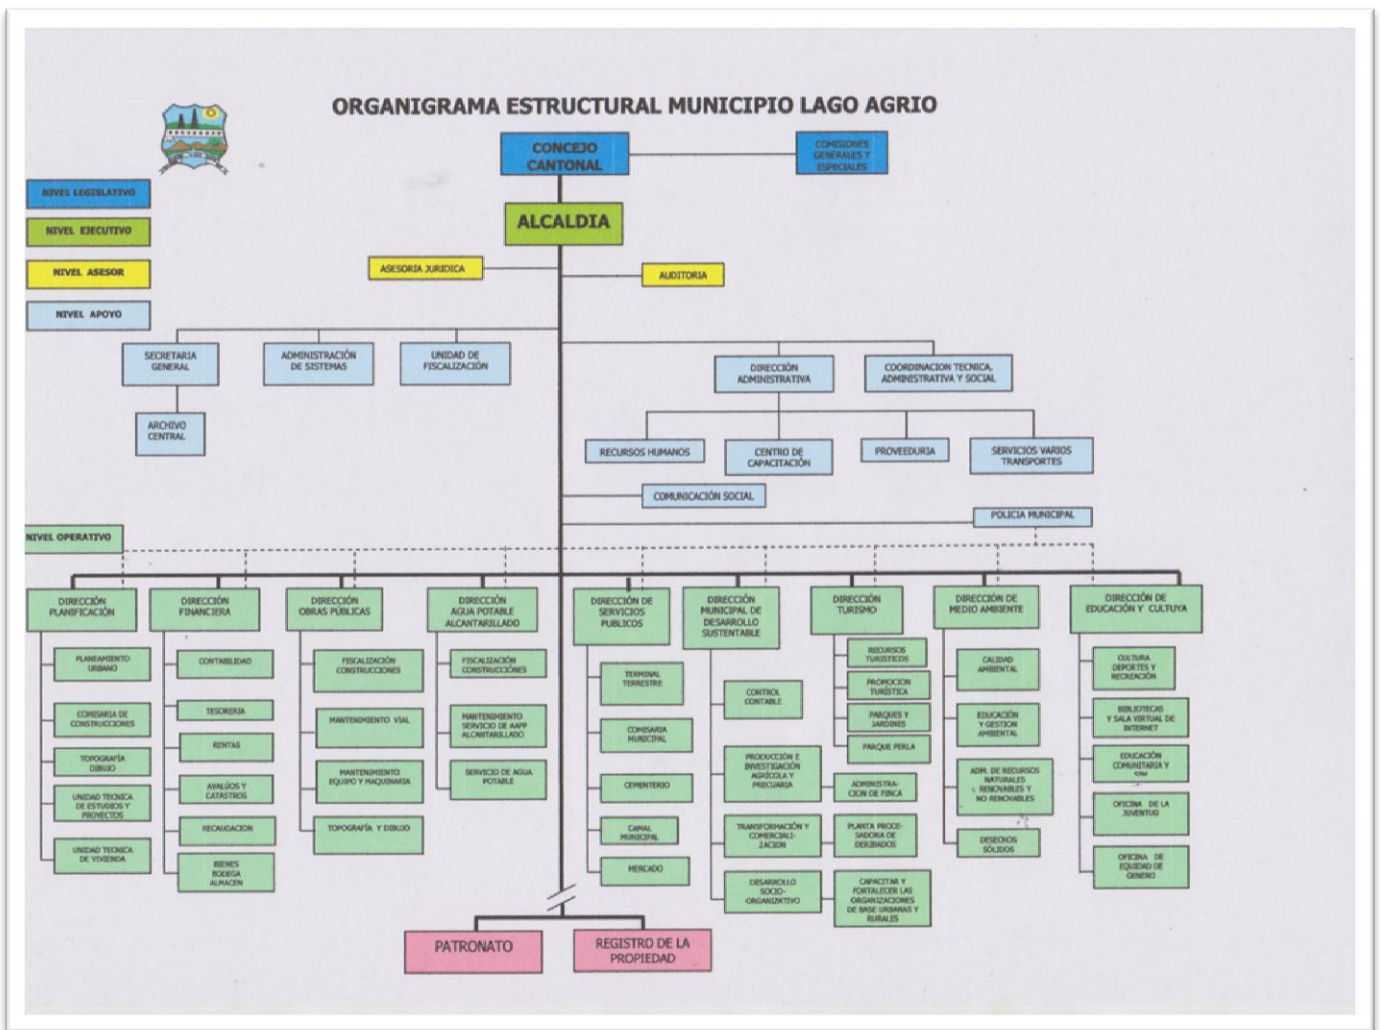 ORGANIGRAMA ESTRUCTURAL MUNICIPIO LAGO AGRIO
CONCEJO
CANTONAL
COMISIONES
GENERALES Y
ESPECIALES
NIVEL LEGISLATIVO
NIVEL EJECUTIVO
NIVEL ASESOR
NIVEL APOYO
ALCALDIA
ASESORIA JURIDICA
AUDITORIA
SECRETARIA
GENERAL
ADMINISTRACIÓN
DE SISTEMAS
UNIDAD DE
FISCALIZACIÓN
DIRECCIÓN
ADMINISTRATIVA
COORDINACION TECNICA,
ADMINISTRATIVA Y SOCIAL
ARCHIVO
CENTRAL
RECURSOS HUMANOS
CENTRO DE
CAPACITACIÓN
PROVEEDURIA
SERVICIOS VARIOS
TRANSPORTES
COMUNICACIÓN SOCIAL
POLICIA MUNICIPAL
NIVEL OPERATIVO
DIRECCIÓN
PLANIFICACIÓN
PLANEAMIENTO
URBANO
COMISARIA DE
CONSTRUCCIONES
TOPOGRAFÍA
DIBUJO
UNIDAD TECNICA
DE ESTUDIOS Y
PROYECTOS
UNIDAD TECNICA
DE VIVIENDA
DIRECCIÓN
FINANCIERA
CONTABILIDAD
TESORERIA
RENTAS
AVALÚOS Y
CATASTROS
RECAUDACION
BIENES
BODEGA
ALMACEN
DIRECCIÓN
OBRAS PÚBLICAS
FISCALIZACIÓN
CONSTRUCCIONES
MANTENIMIENTO VIAL
MANTENIMIENTO
EQUIPO Y MAQUINARIA
TOPOGRAFÍA Y DIBUJO
DIRECCIÓN
AGUA POTABLE
ALCANTARILLADO
FISCALIZACIÓN
CONSTRUCCIÓNES
MANTENIMIENTO
SERVICIO DE AAPP
ALCANTARILLADO
SERVICIO DE AGUA
POTABLE
DIRECCIÓN DE
SERVICIOS
PUBLICOS
TERMINAL
TERRESTRE
COMISARIA
MUNICIPAL
CEMENTERIO
CAMAL
MUNICIPAL
MERCADO
DIRECCIÓN
MUNICIPAL DE
DESARROLLO
SUSTENTABLE
CONTROL
CONTABLE
PRODUCCIÓN E
INVESTIGACIÓN
AGRÍCOLA Y
PRECUARIA
TRANSFORMACIÓN Y
COMERCIALI-
ZACION
DESARROLLO
SOCIO-
ORGANIZATIVO
DIRECCIÓN
TURISMO
RECURSOS
TURISTICOS
PROMOCION
TURÍSTICA
PARQUES Y
JARDINES
PARQUE PERLA
ADMINISTRA-
CION DE FINCA
PLANTA PROCE-
SADORA DE
DERIBADOS
CAPACITAR Y
FORTALECER LAS
ORGANIZACIONES
DE BASE URBANAS Y
RURALES
DIRECCIÓN DE
MEDIO AMBIENTE
CALIDAD
AMBIENTAL
EDUCACIÓN
Y GESTION
AMBIENTAL
ADM. DE RECURSOS
NATURALES
RENOVABLES Y
NO RENOVABLES
DESECHOS
SÓLIDOS
DIRECCIÓN DE
EDUCACIÓN Y CULTUYA
CULTURA
DEPORTES Y
RECREACIÓN
BIBLIOTECAS
Y SALA VIRTUAL DE
INTERNET
EDUCACIÓN
COMUNITARIA Y
OFICINA DE LA
JUVENTUD
OFICINA DE
EQUIDAD DE
GENERO
PATRONATO
REGISTRO DE LA
PROPIEDAD